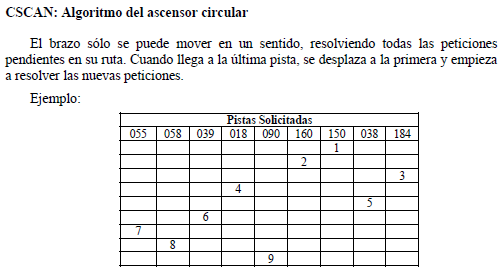 CSCAN: Algoritmo del ascensor circular
El brazo sólo se puede mover en un sentido, resolviendo todas las peticiones
pendientes en su ruta. Cuando llega a la última pista, se desplaza a la primera y empieza
a resolver las nuevas peticiones.
Ejemplo:
Pistas Solicitadas
055 058 039 018 090 160 150 038 184
1
2
3
4
5
6
7
8
9